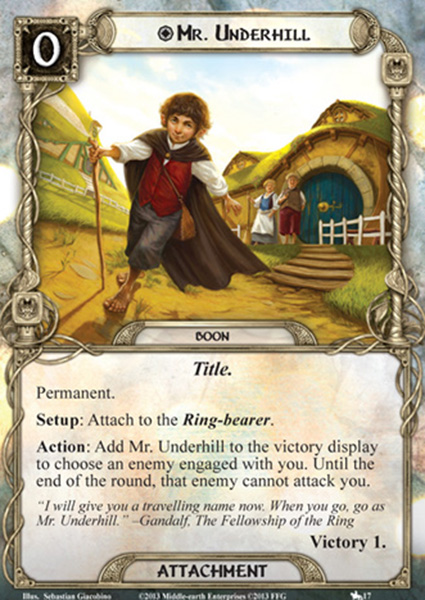 0
Mr. Underhill
Boon
Title.
Permanent.
Setup: Attach to the Ring-bearer.
Action: Add Mr. Underhill to the victory display
to choose an enemy engaged with you. Until the
end of the round, that enemy cannot attack you.
“I will give you a travelling name now. When you go, go as
Mr. Underhill.” –Gandalf, The Fellowship of the Ring
Victory 1.
Attachment
Illus. Sebastian Giacobino ©2013 Middle-earth Enterprises ©2013 FFG 17